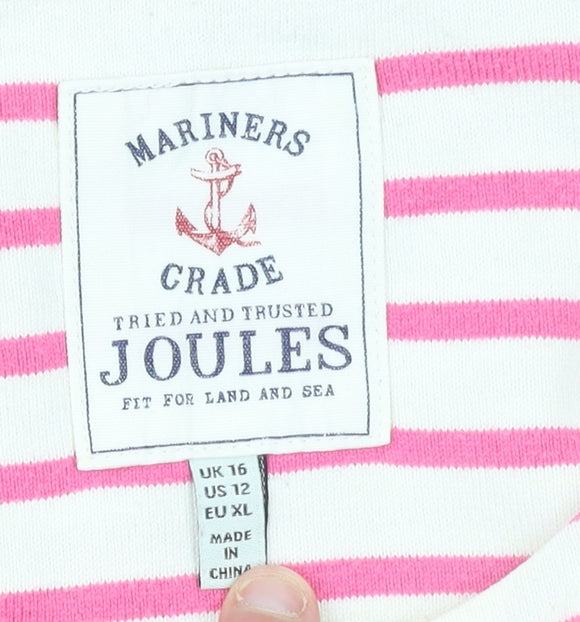 MARINERS
GRADE
TRIED AND TRUSTED
JOULES
FIT FOR LAND AND SEA
UK 16
US 12
EU XL
MADE
IN
CHINA